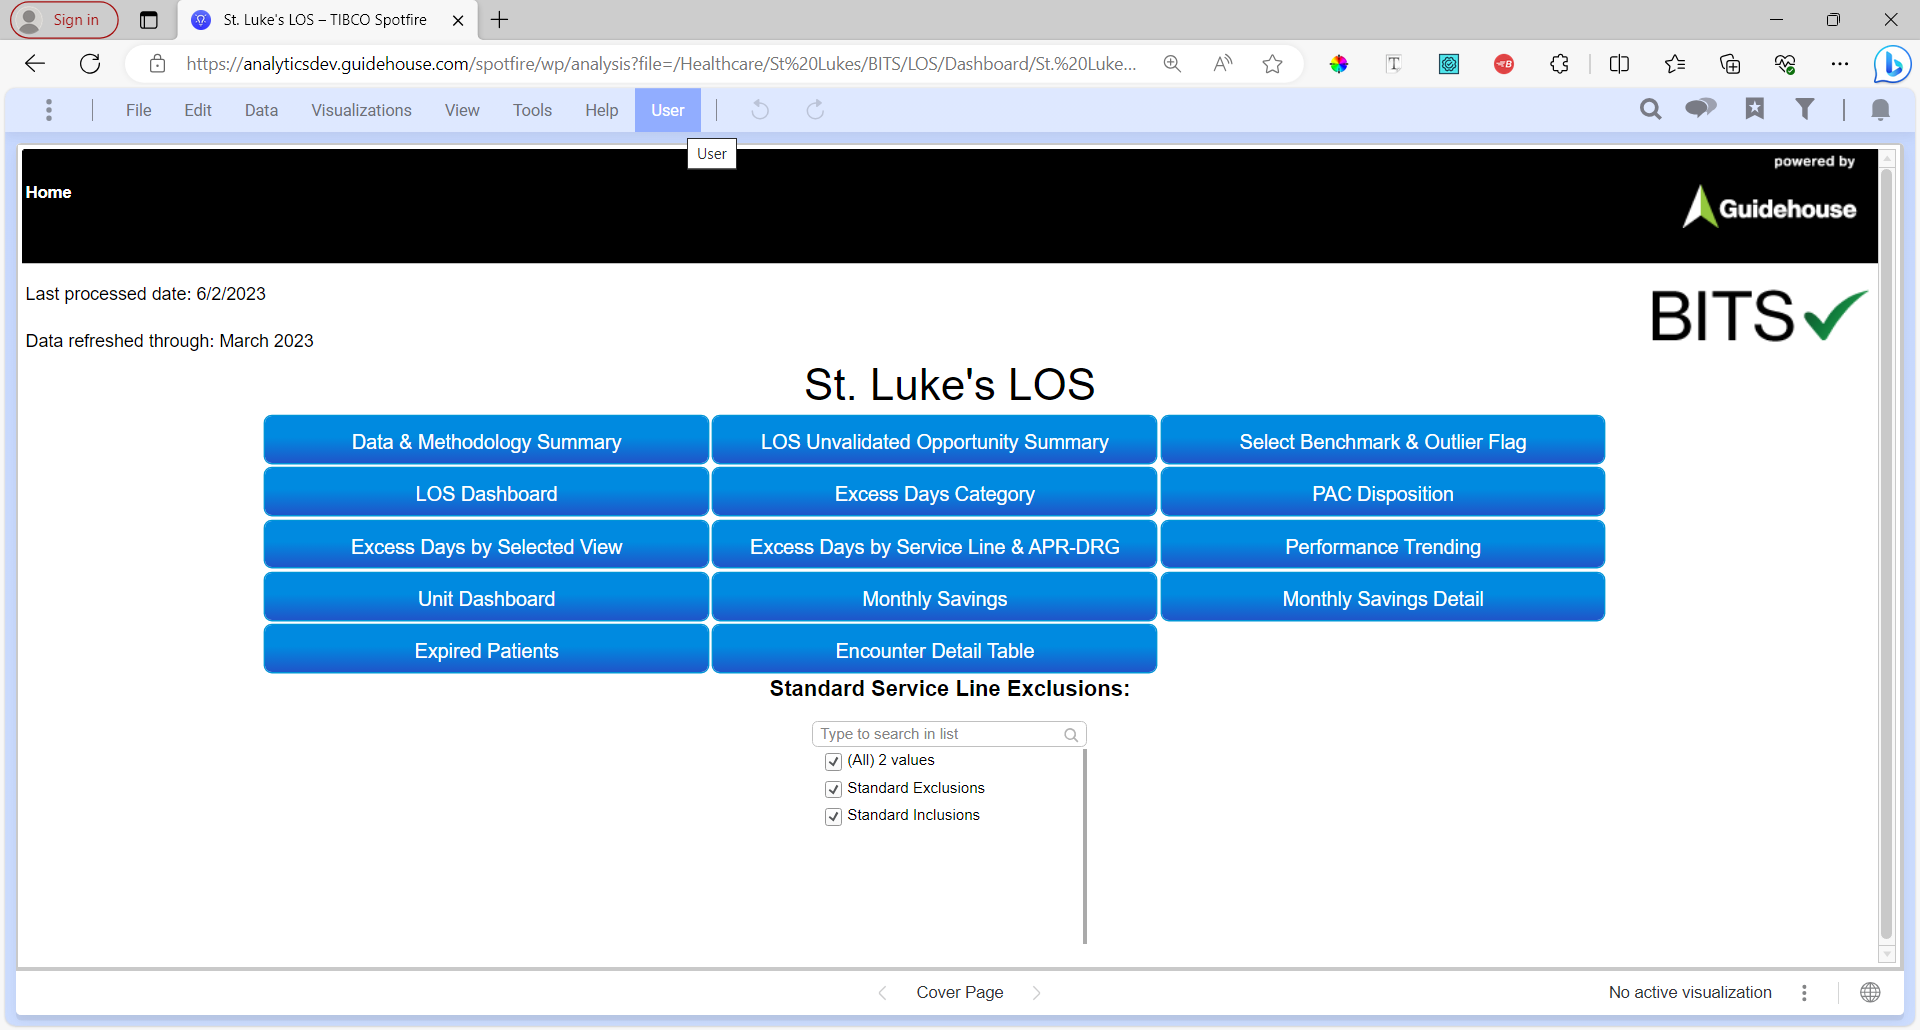 Sign in
St. Luke's LOS – TIBCO Spotfire
https://analyticsdev.guidehouse.com/spotfire/wp/analysis?file=/Healthcare/St%20Lukes/BITS/LOS/Dashboard/St.%20Luke...
File Edit Data Visualizations View Tools Help User
User
powered by
Home
Guidehouse
Last processed date: 6/2/2023
BITS
Data refreshed through: March 2023
St. Luke's LOS
Data & Methodology Summary LOS Unvalidated Opportunity Summary Select Benchmark & Outlier Flag
LOS Dashboard Excess Days Category PAC Disposition
Excess Days by Selected View Excess Days by Service Line & APR-DRG Performance Trending
Unit Dashboard Monthly Savings Monthly Savings Detail
Expired Patients Encounter Detail Table
Standard Service Line Exclusions:
Type to search in list
(All) 2 values
Standard Exclusions
Standard Inclusions
Cover Page
No active visualization